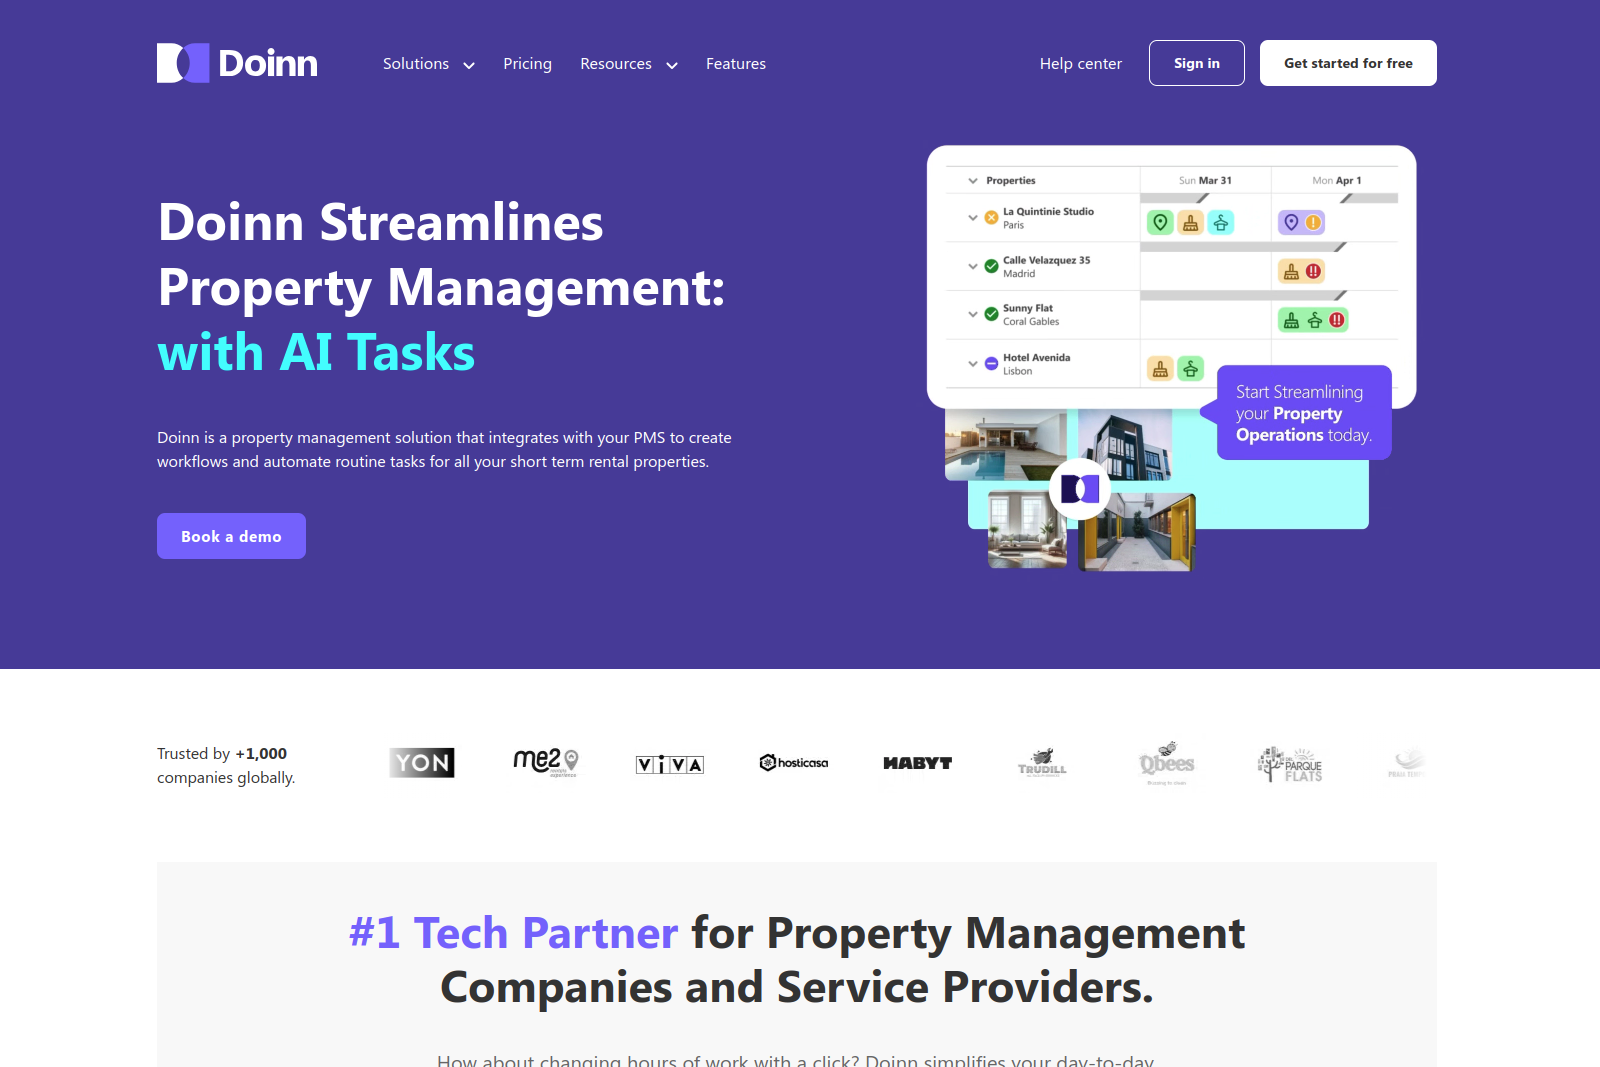 Doinn
Solutions
Pricing
Resources
Features
Help center
Sign in
Get started for free
Doinn Streamlines
Property Management:
with AI Tasks
Doinn is a property management solution that integrates with your PMS to create
workflows and automate routine tasks for all your short term rental properties.
Book a demo
Properties
Sun Mar 31
Mon Apr 1
La Quintinie Studio
Paris
Calle Velazquez 35
Madrid
Sunny Flat
Coral Gables
Hotel Avenida
Lisbon
Start Streamlining
your Property
Operations today.
Trusted by +1,000
companies globally.
YON
me2
rentals
experience
ViVA
hosticasa
HABYT
TRUDILL
Qbees
Buzzing to clean
PARQUE
FLATS
#1 Tech Partner for Property Management
Companies and Service Providers.
How about changing hours of work with a click? Doinn simplifies your day-to-day